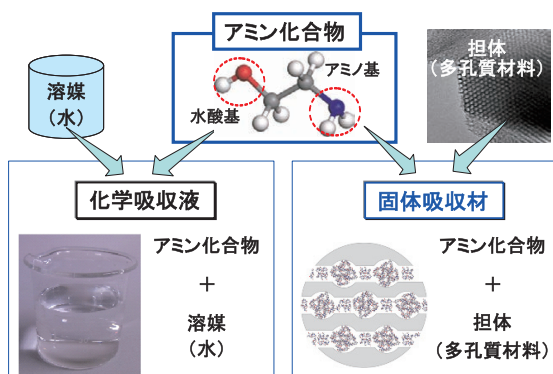 アミン化合物
溶媒
(水)
アミノ基
水酸基
担体
(多孔質材料)
化学吸収液
アミン化合物
+
溶媒
(水)
固体吸収材
アミン化合物
+
担体
(多孔質材料)